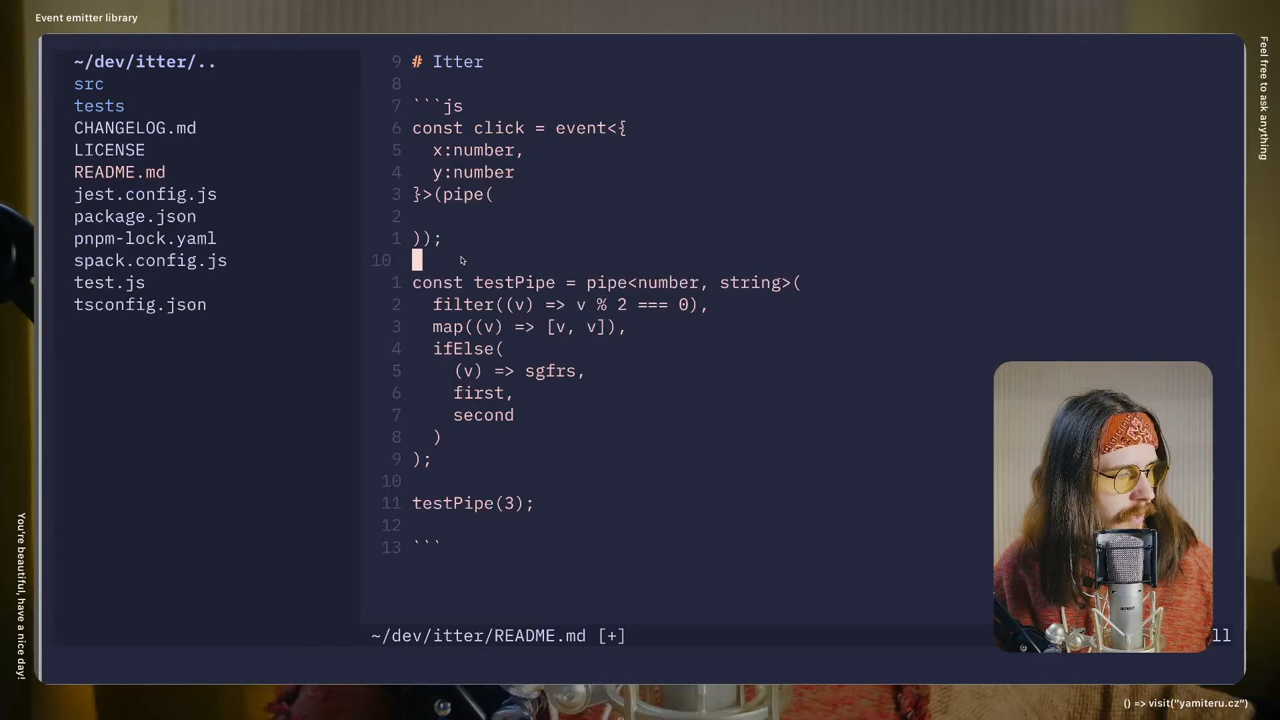 Event emitter library
Feel free to ask anything
~/dev/itter/..
src
tests
CHANGELOG.md
LICENSE
README.md
jest.config.js
package.json
pnpm-lock.yaml
spack.config.js
test.js
tsconfig.json
9 # Itter
8
7 ```js
6 const click = event<{
5   x:number,
4   y:number
3 }>(pipe(
2
1 ));
10
1 const testPipe = pipe<number, string>(
2   filter((v) => v % 2 === 0),
3   map((v) => [v, v]),
4   ifElse(
5     (v) => sgfrs,
6     first,
7     second
8   )
9 );
10
11 testPipe(3);
12
13 ```
~/dev/itter/README.md [+]
ll
You're beautiful, have a nice day!
() => visit("yamiteru.cz")